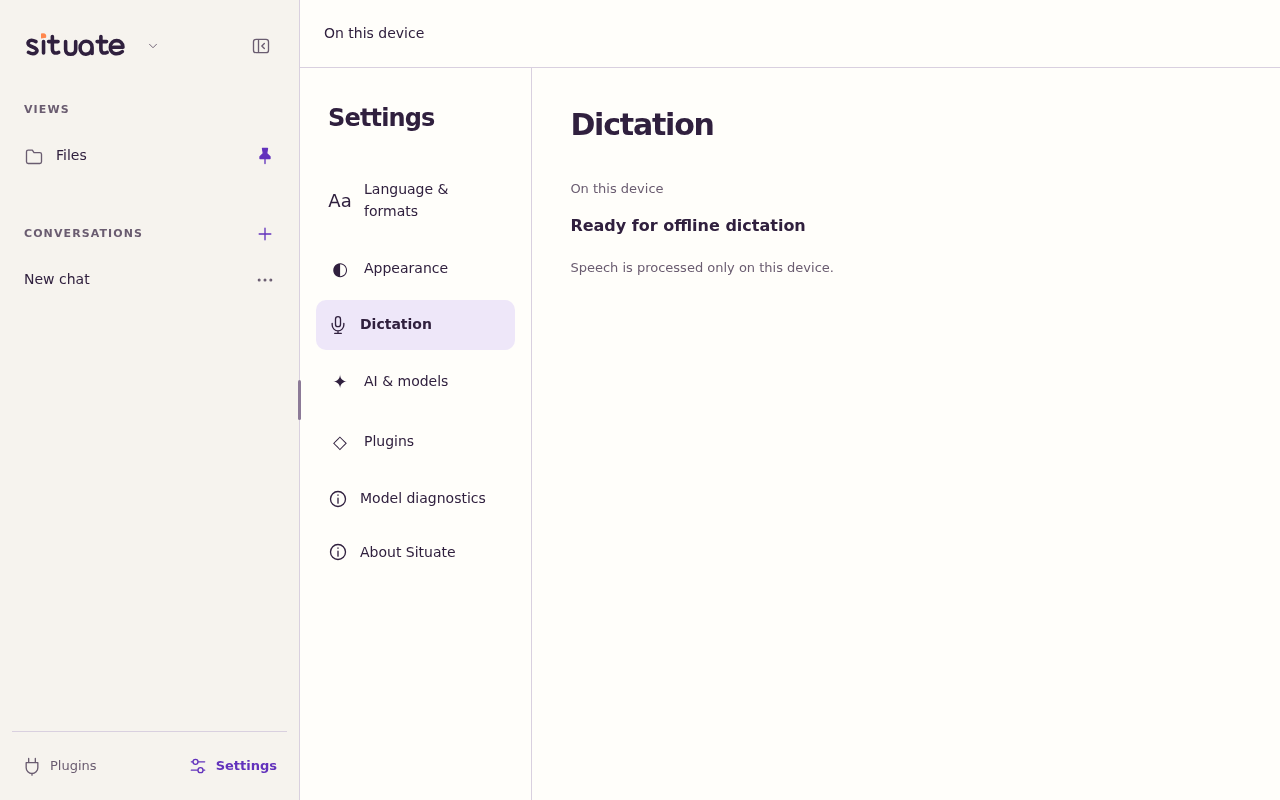 situate
VIEWS
Files
CONVERSATIONS
New chat
Plugins
Settings
On this device
Settings
Aa Language &
formats
Appearance
Dictation
AI & models
Plugins
Model diagnostics
About Situate
Dictation
On this device
Ready for offline dictation
Speech is processed only on this device.